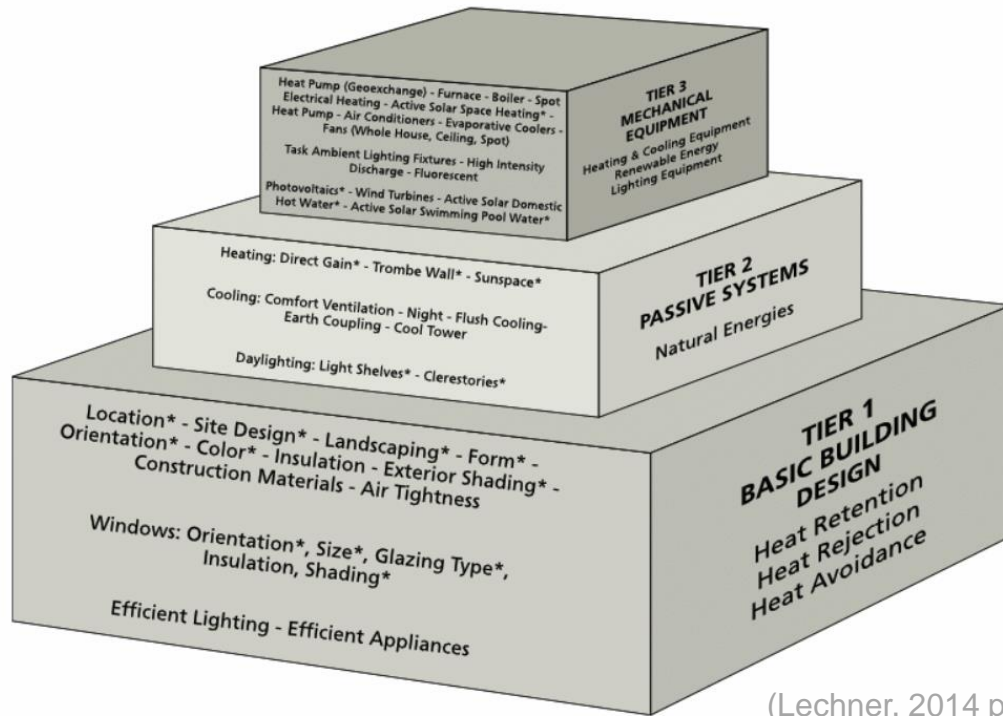 Heat Pump (Geoexchange) - Furnace - Boiler - Spot
Electrical Heating - Active Solar Space Heating* -
Heat Pump - Air Conditioners - Evaporative Coolers -
Fans (Whole House, Ceiling, Spot)
Task Ambient Lighting Fixtures - High Intensity
Discharge - Fluorescent
Photovoltaics* - Wind Turbines - Active Solar Domestic
Hot Water* - Active Solar Swimming Pool Water*
TIER 3
MECHANICAL
EQUIPMENT
Heating & Cooling Equipment
Renewable Energy
Lighting Equipment
Heating: Direct Gain* - Trombe Wall* - Sunspace*
Cooling: Comfort Ventilation - Night - Flush Cooling-
Earth Coupling - Cool Tower
Daylighting: Light Shelves* - Clerestories*
TIER 2
PASSIVE SYSTEMS
Natural Energies
Location* - Site Design* - Landscaping* - Form* -
Orientation* - Color* - Insulation - Exterior Shading* -
Construction Materials - Air Tightness
Windows: Orientation*, Size*, Glazing Type*,
Insulation, Shading*
Efficient Lighting - Efficient Appliances
TIER 1
BASIC BUILDING
DESIGN
Heat Retention
Heat Rejection
Heat Avoidance
(Lechner, 2014 p